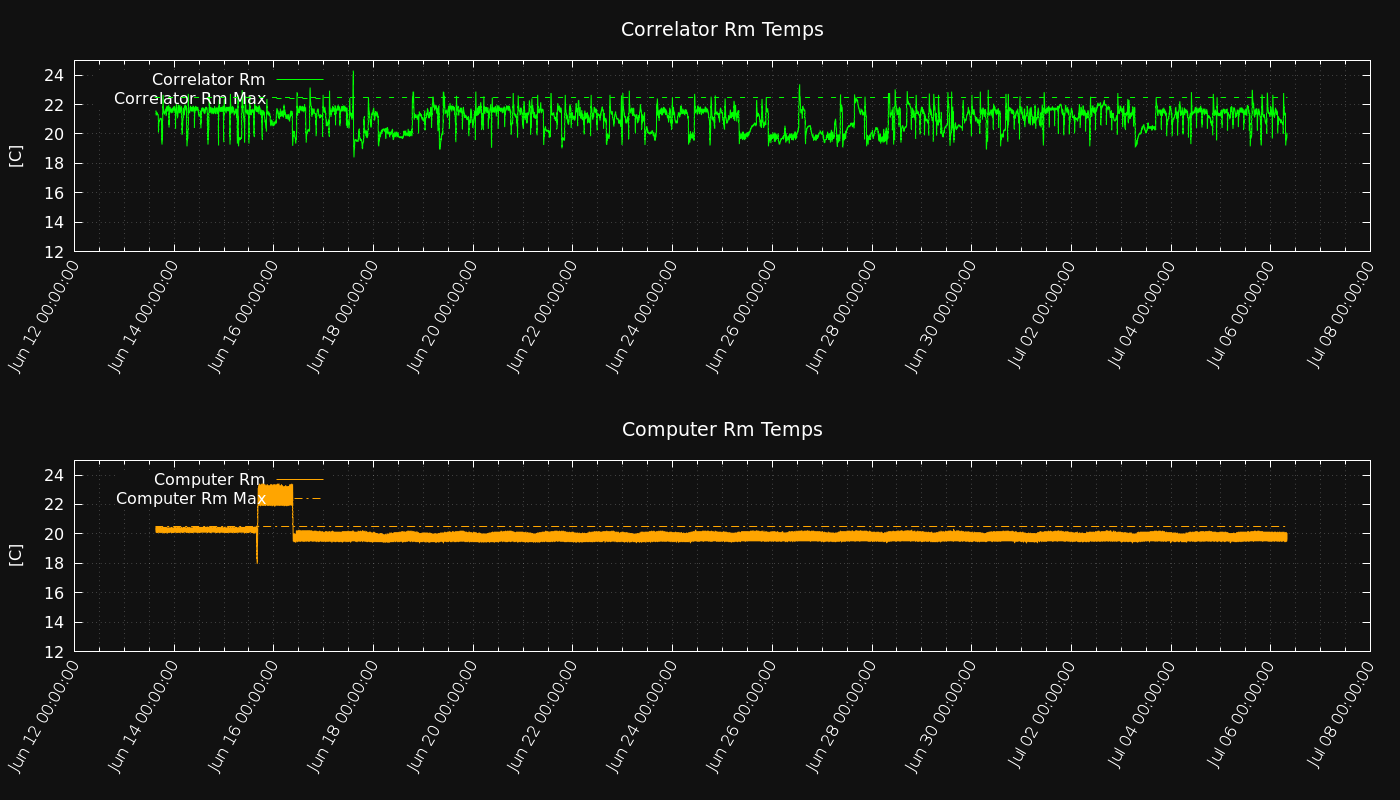 Correlator Rm Temps
Correlator Rm
Correlator Rm Max
[C]
24
22
20
18
16
14
12
Jun 12 00:00:00
Jun 14 00:00:00
Jun 16 00:00:00
Jun 18 00:00:00
Jun 20 00:00:00
Jun 22 00:00:00
Jun 24 00:00:00
Jun 26 00:00:00
Jun 28 00:00:00
Jun 30 00:00:00
Jul 02 00:00:00
Jul 04 00:00:00
Jul 06 00:00:00
Jul 08 00:00:00
Computer Rm Temps
Computer Rm
Computer Rm Max
[C]
24
22
20
18
16
14
12
Jun 12 00:00:00
Jun 14 00:00:00
Jun 16 00:00:00
Jun 18 00:00:00
Jun 20 00:00:00
Jun 22 00:00:00
Jun 24 00:00:00
Jun 26 00:00:00
Jun 28 00:00:00
Jun 30 00:00:00
Jul 02 00:00:00
Jul 04 00:00:00
Jul 06 00:00:00
Jul 08 00:00:00